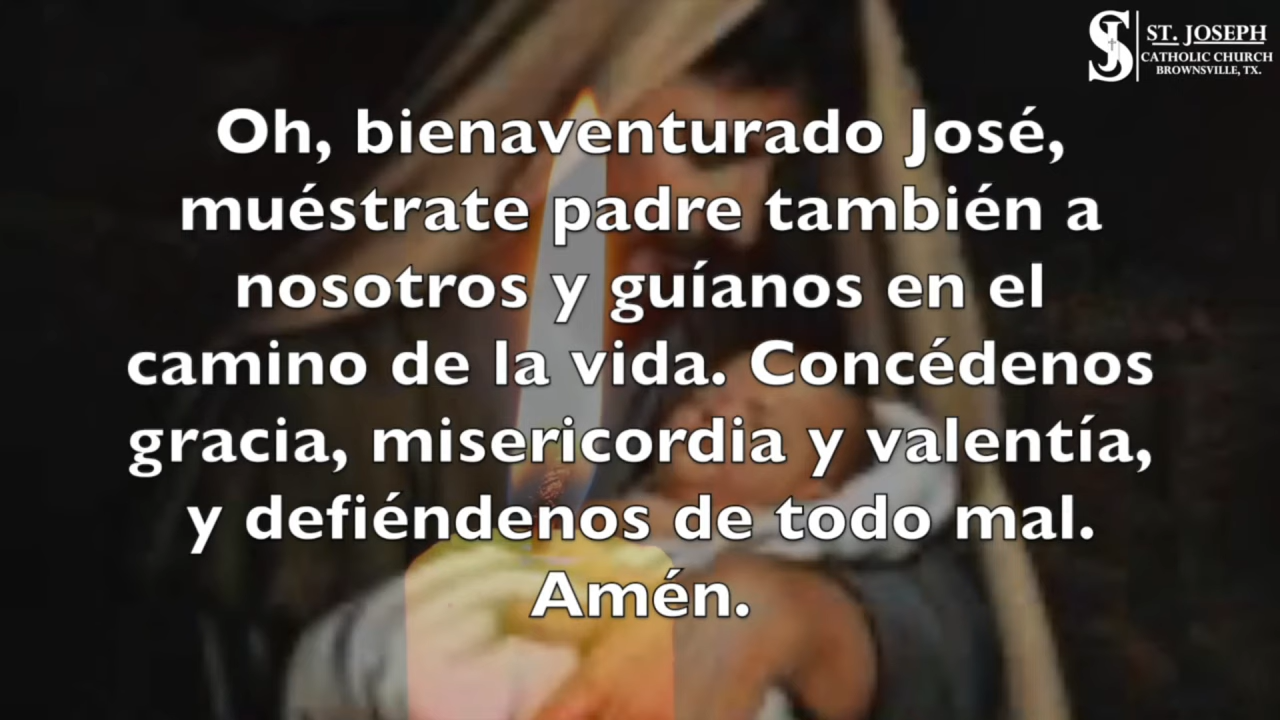 SJ
ST. JOSEPH
CATHOLIC CHURCH
BROWNSVILLE, TX.
Oh, bienaventurado José,
muéstrate padre también a
nosotros y guíanos en el
camino de la vida. Concédenos
gracia, misericordia y valentía,
y defiéndenos de todo mal.
Amén.